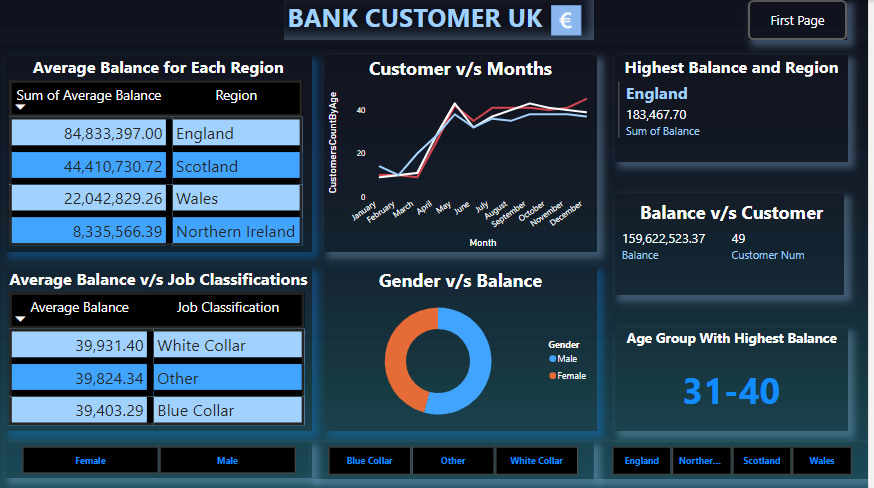 BANK CUSTOMER UK €
First Page
Average Balance for Each Region
Sum of Average Balance Region
84,833,397.00 England
44,410,730.72 Scotland
22,042,829.26 Wales
8,335,566.39 Northern Ireland
Customer v/s Months
CustomersCountByAge
40
20
0
January
February
March
April
May
June
July
August
September
October
November
December
Month
Highest Balance and Region
England
183,467.70
Sum of Balance
Balance v/s Customer
159,622,523.37 49
Balance Customer Num
Average Balance v/s Job Classifications
Average Balance Job Classification
39,931.40 White Collar
39,824.34 Other
39,403.29 Blue Collar
Gender v/s Balance
Gender
Male
Female
Age Group With Highest Balance
31-40
Female Male
Blue Collar Other White Collar
England Norther... Scotland Wales